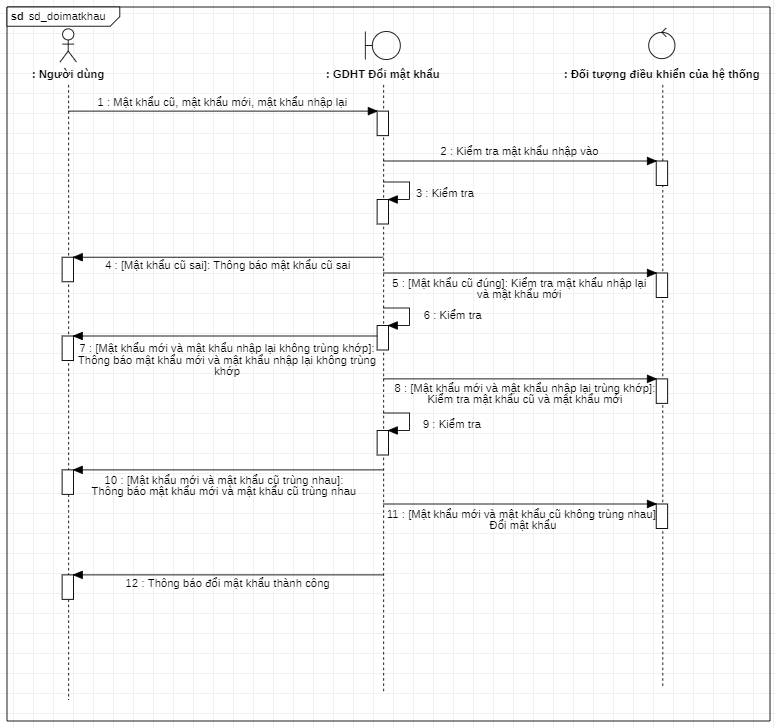 sd sd_doimatkhau
: Người dùng
: GDHT Đổi mật khẩu
: Đối tượng điều khiển của hệ thống
1 : Mật khẩu cũ, mật khẩu mới, mật khẩu nhập lại
2 : Kiểm tra mật khẩu nhập vào
3 : Kiểm tra
4 : [Mật khẩu cũ sai]: Thông báo mật khẩu cũ sai
5 : [Mật khẩu cũ đúng]: Kiểm tra mật khẩu nhập lại
và mật khẩu mới
6 : Kiểm tra
7 : [Mật khẩu mới và mật khẩu nhập lại không trùng khớp]:
Thông báo mật khẩu mới và mật khẩu nhập lại không trùng
khớp
8 : [Mật khẩu mới và mật khẩu nhập lại trùng khớp]:
Kiểm tra mật khẩu cũ và mật khẩu mới
9 : Kiểm tra
10 : [Mật khẩu mới và mật khẩu cũ trùng nhau]:
Thông báo mật khẩu mới và mật khẩu cũ trùng nhau
11 : [Mật khẩu mới và mật khẩu cũ không trùng nhau]
Đổi mật khẩu
12 : Thông báo đổi mật khẩu thành công